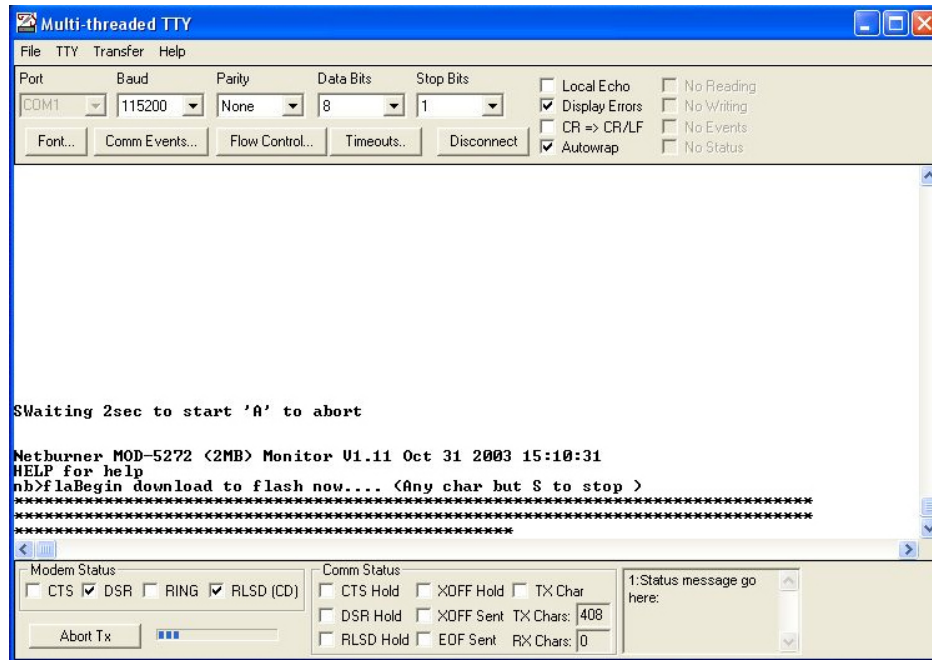 Multi-threaded TTY
File TTY Transfer Help
Port Baud Parity Data Bits Stop Bits
COM1 115200 None 8 1
Local Echo No Reading
Display Errors No Writing
CR => CR/LF No Events
Autowrap No Status
Font... Comm Events... Flow Control... Timeouts.. Disconnect
SWaiting 2sec to start 'A' to abort
Netburner MOD-5272 (2MB) Monitor V1.11 Oct 31 2003 15:10:31
HELP for help
nb>flaBegin download to flash now.... (Any char but S to stop )
********************************************************************************
********************************************************************************
**************************************************
Modem Status Comm Status
CTS DSR RING RLSD (CD) CTS Hold XOFF Hold TX Char
DSR Hold XOFF Sent TX Chars: 408
RLSD Hold EOF Sent RX Chars: 0
Abort Tx
1:Status message go
here: